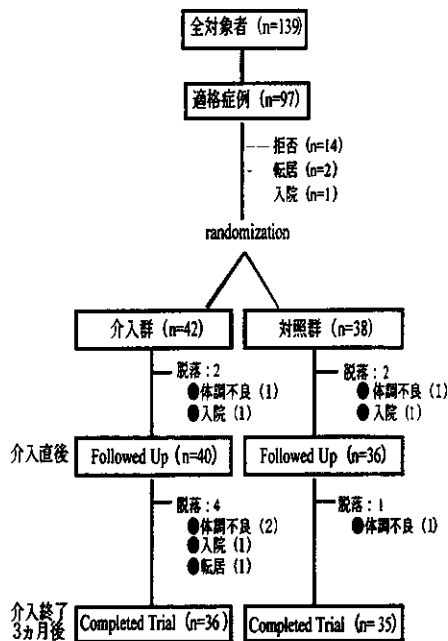 全対象者 (n=139)
適格症例 (n=97)
拒否 (n=14)
転居 (n=2)
入院 (n=1)
randomization
介入群 (n=42)
対照群 (n=38)
脱落:2
●体調不良 (1)
●入院 (1)
脱落:2
●体調不良 (1)
●入院 (1)
介入直後
Followed Up (n=40)
Followed Up (n=36)
脱落:4
●体調不良 (2)
●入院 (1)
●転居 (1)
脱落:1
●体調不良 (1)
介入終了
3ヵ月後
Completed Trial (n=36)
Completed Trial (n=35)